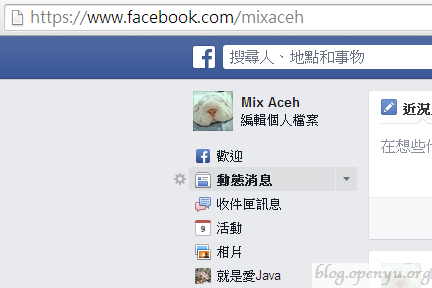 https://www.facebook.com/mixaceh
f
搜尋人、地點和事物
Mix Aceh
編輯個人檔案
近況
在想些什
歡迎
動態消息
收件匣訊息
9
活動
相片
就是愛Java
blog.openyu.org